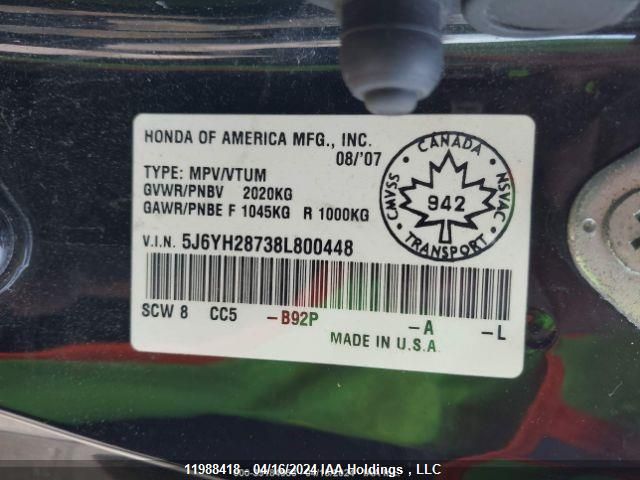 HONDA OF AMERICA MFG., INC.
08/'07
TYPE: MPV/VTUM
GVWR/PNBV 2020KG
GAWR/PNBE F 1045KG R 1000KG
V.I.N. 5J6YH28738L800448
CANADA
CMVSS
NSVAC
942
TRANSPORT
SCW 8 CC5 -B92P -A -L
MADE IN U.S.A.
11988418 - 04/16/2024 IAA Holdings , LLC